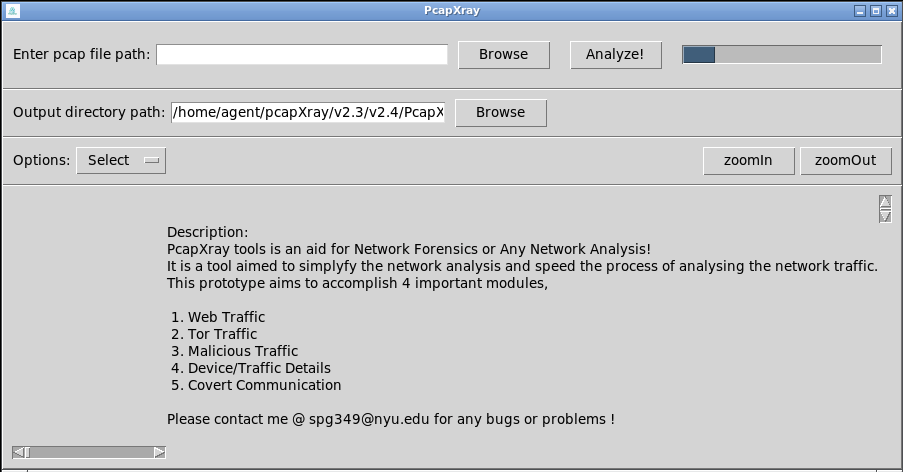 PcapXray
Enter pcap file path: Browse Analyze!
Output directory path: /home/agent/pcapXray/v2.3/v2.4/PcapX Browse
Options: Select zoomIn zoomOut
Description:
PcapXray tools is an aid for Network Forensics or Any Network Analysis!
It is a tool aimed to simplyfy the network analysis and speed the process of analysing the network traffic.
This prototype aims to accomplish 4 important modules,
1. Web Traffic
2. Tor Traffic
3. Malicious Traffic
4. Device/Traffic Details
5. Covert Communication
Please contact me @ spg349@nyu.edu for any bugs or problems !